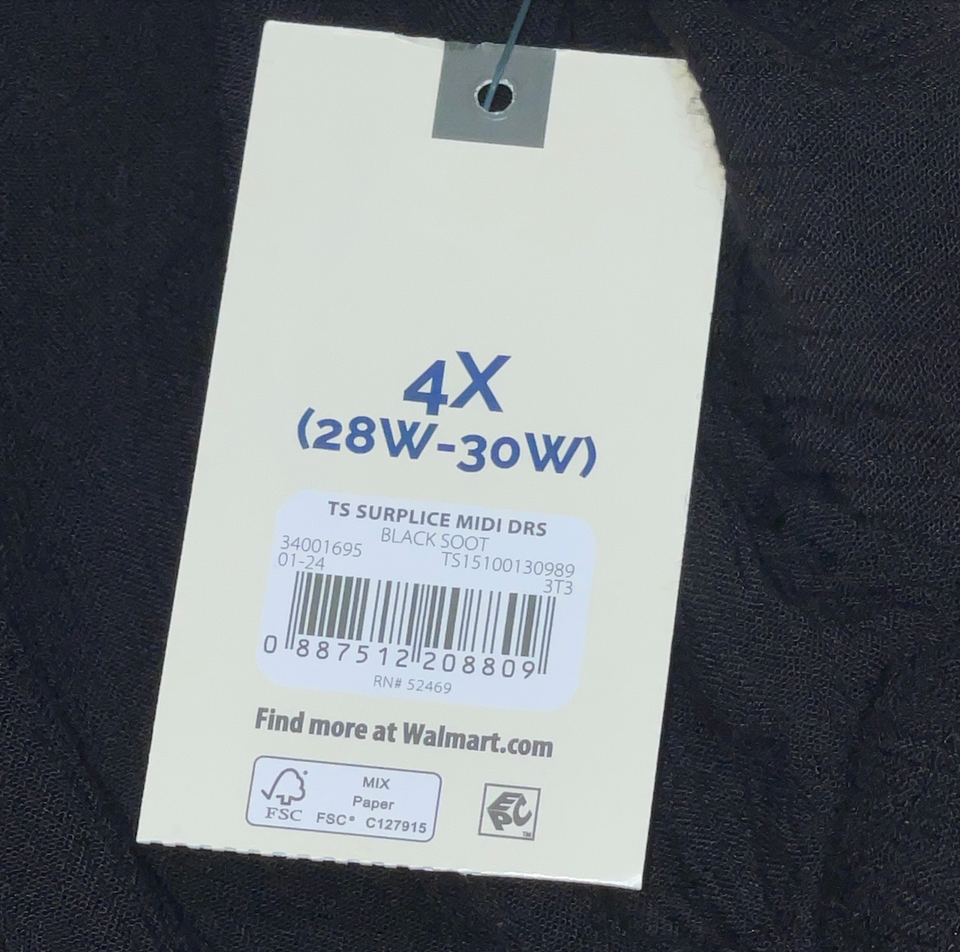 4X
(28W-30W)
TS SURPLICE MIDI DRS
BLACK SOOT
34001695 TS15100130989
01-24 3T3
0 887512 208809
RN# 52469
Find more at Walmart.com
MIX
Paper
FSC FSC® C127915
EPC™